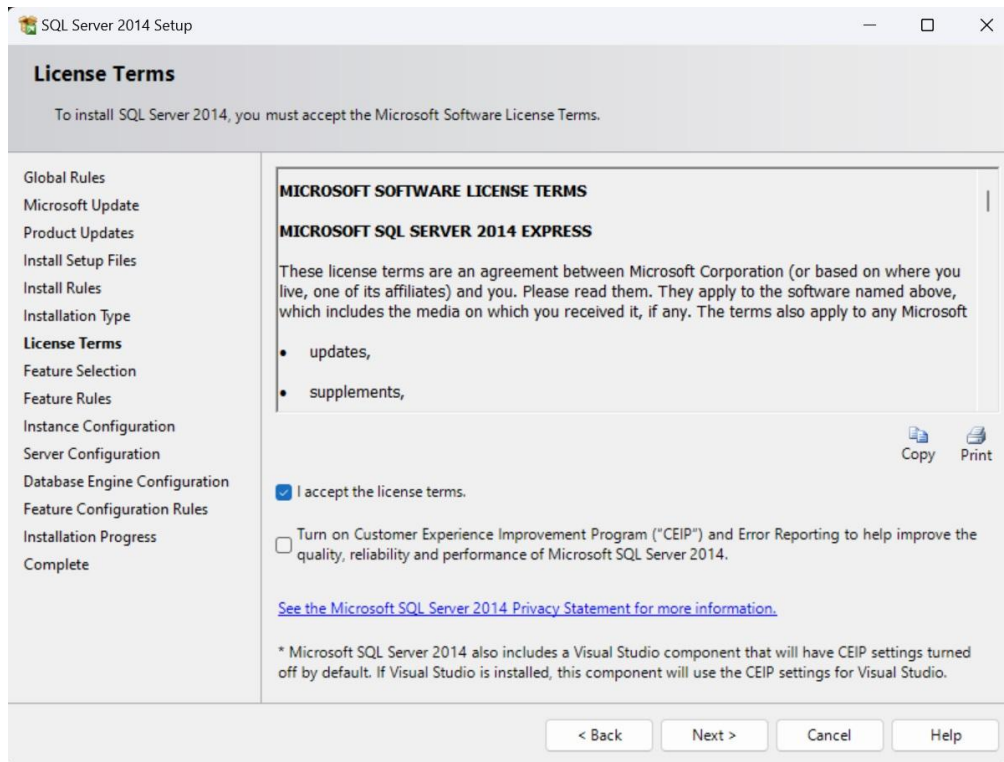 SQL Server 2014 Setup
License Terms
To install SQL Server 2014, you must accept the Microsoft Software License Terms.
Global Rules
Microsoft Update
Product Updates
Install Setup Files
Install Rules
Installation Type
License Terms
Feature Selection
Feature Rules
Instance Configuration
Server Configuration
Database Engine Configuration
Feature Configuration Rules
Installation Progress
Complete
MICROSOFT SOFTWARE LICENSE TERMS
MICROSOFT SQL SERVER 2014 EXPRESS
These license terms are an agreement between Microsoft Corporation (or based on where you
live, one of its affiliates) and you. Please read them. They apply to the software named above,
which includes the media on which you received it, if any. The terms also apply to any Microsoft
• updates,
• supplements,
Copy
Print
I accept the license terms.
Turn on Customer Experience Improvement Program ("CEIP") and Error Reporting to help improve the
quality, reliability and performance of Microsoft SQL Server 2014.
See the Microsoft SQL Server 2014 Privacy Statement for more information.
* Microsoft SQL Server 2014 also includes a Visual Studio component that will have CEIP settings turned
off by default. If Visual Studio is installed, this component will use the CEIP settings for Visual Studio.
< Back
Next >
Cancel
Help